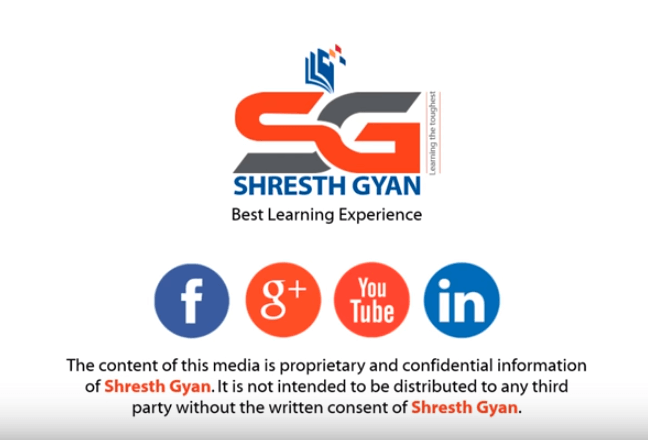 SG
Learning the toughest
SHRESTH GYAN
Best Learning Experience
f
g+
You
Tube
in
The content of this media is proprietary and confidential information
of Shresth Gyan. It is not intended to be distributed to any third
party without the written consent of Shresth Gyan.